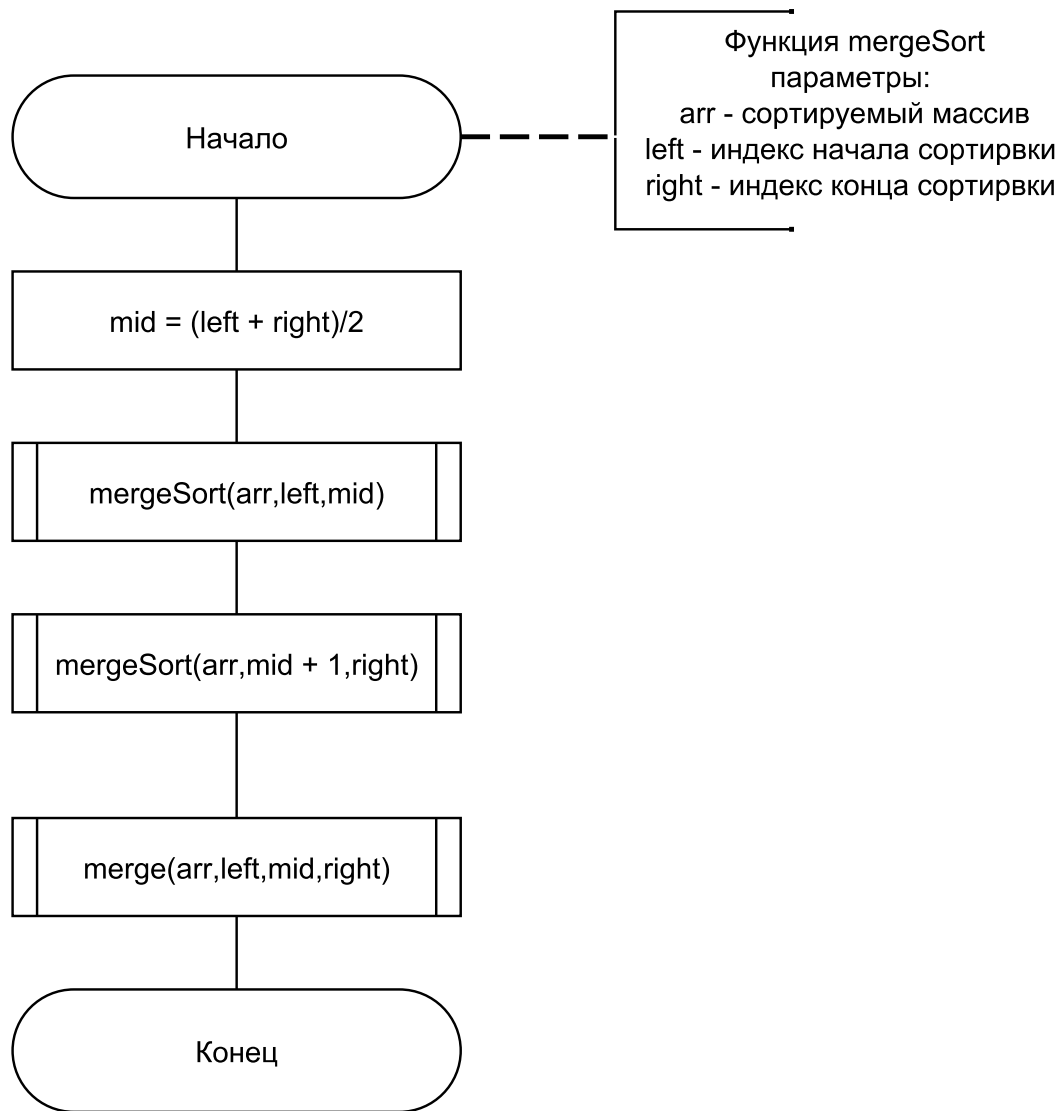 Начало
Функция mergeSort
параметры:
arr - сортируемый массив
left - индекс начала сортирвки
right - индекс конца сортирвки
mid = (left + right)/2
mergeSort(arr,left,mid)
mergeSort(arr,mid + 1,right)
merge(arr,left,mid,right)
Конец